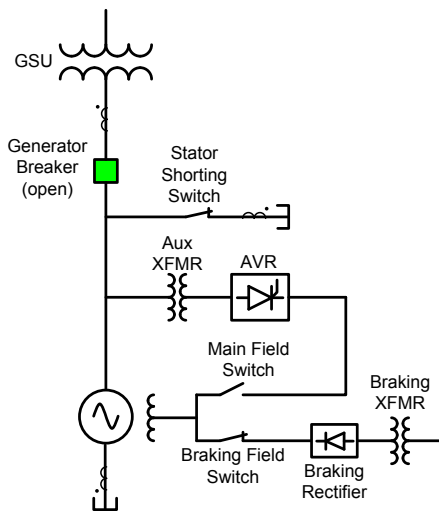 GSU
Generator
Breaker
(open)
Stator
Shorting
Switch
Aux
XFMR
AVR
Main Field
Switch
Braking
XFMR
Braking Field
Switch
Braking
Rectifier